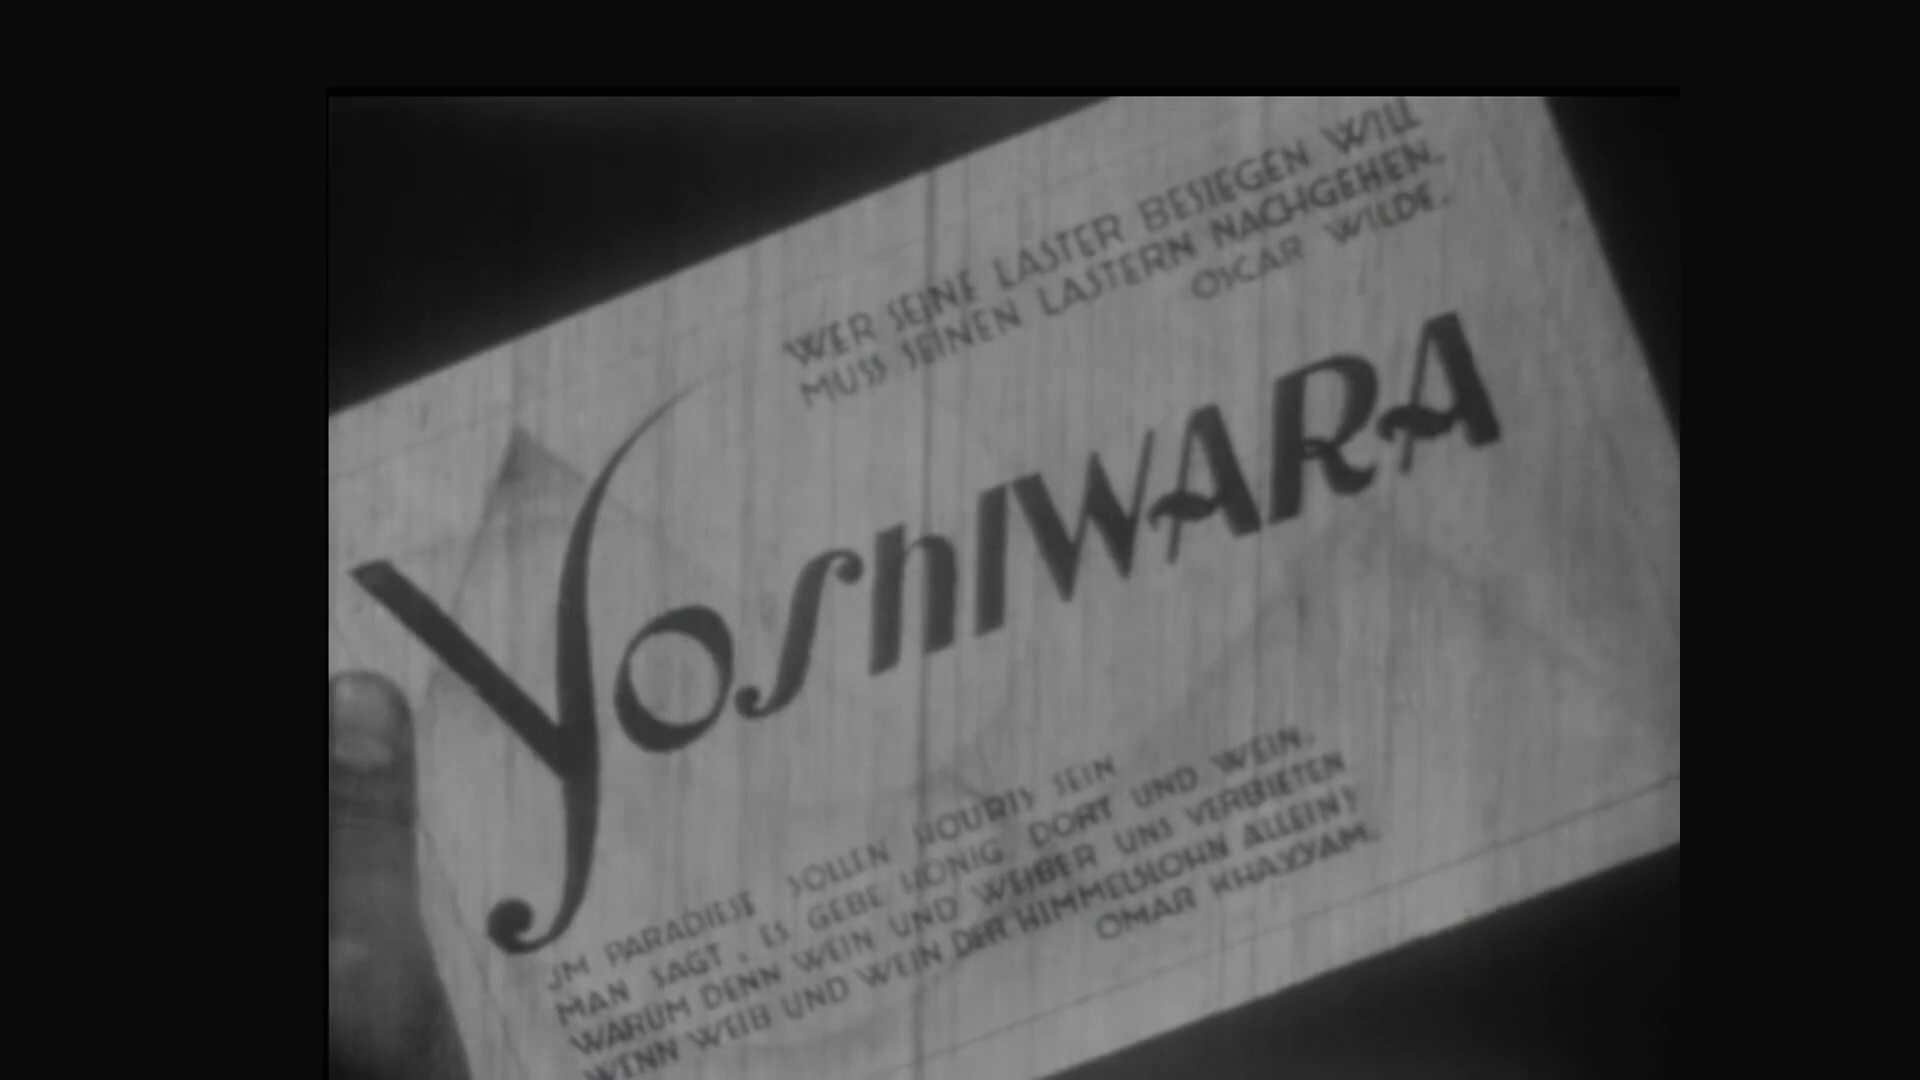 WER SEINE LASTER BESIEGEN WILL
MUSS SEINEN LASTERN NACHGEHEN.
OSCAR WILDE.
YOSHIWARA
JM PARADIESE SOLLEN HOURIS SEIN
MAN SAGT, ES GEBE HONIG DORT UND WEIN.
WARUM DENN WEIN UND WEIBER UNS VERBIETEN
WENN WEIB UND WEIN DER HIMMELSLOHN ALLEIN?
OMAR KHAYYAM.